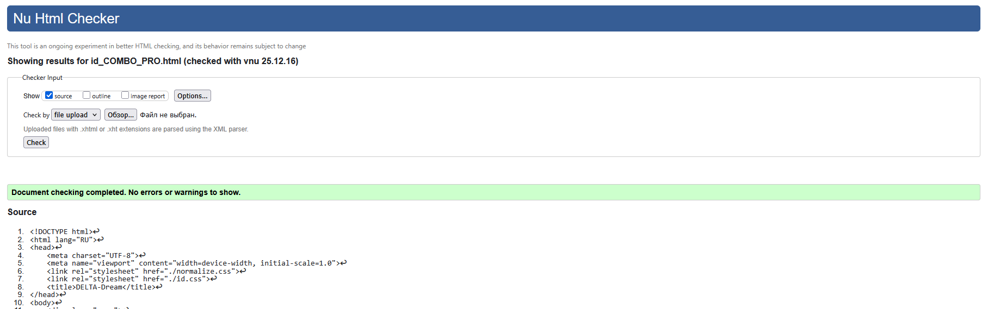 Nu Html Checker
This tool is an ongoing experiment in better HTML checking, and its behavior remains subject to change
Showing results for id_COMBO_PRO.html (checked with vnu 25.12.16)
Checker Input
Show source outline image report Options...
Check by file upload Обзор... Файл не выбран.
Uploaded files with .xhtml or .xht extensions are parsed using the XML parser.
Check
Document checking completed. No errors or warnings to show.
Source
1. <!DOCTYPE html>↩
2. <html lang="RU">↩
3. <head>↩
4. <meta charset="UTF-8">↩
5. <meta name="viewport" content="width=device-width, initial-scale=1.0">↩
6. <link rel="stylesheet" href="./normalize.css">↩
7. <link rel="stylesheet" href="./id.css">↩
8. <title>DELTA-Dream</title>↩
9. </head>↩
10. <body>↩